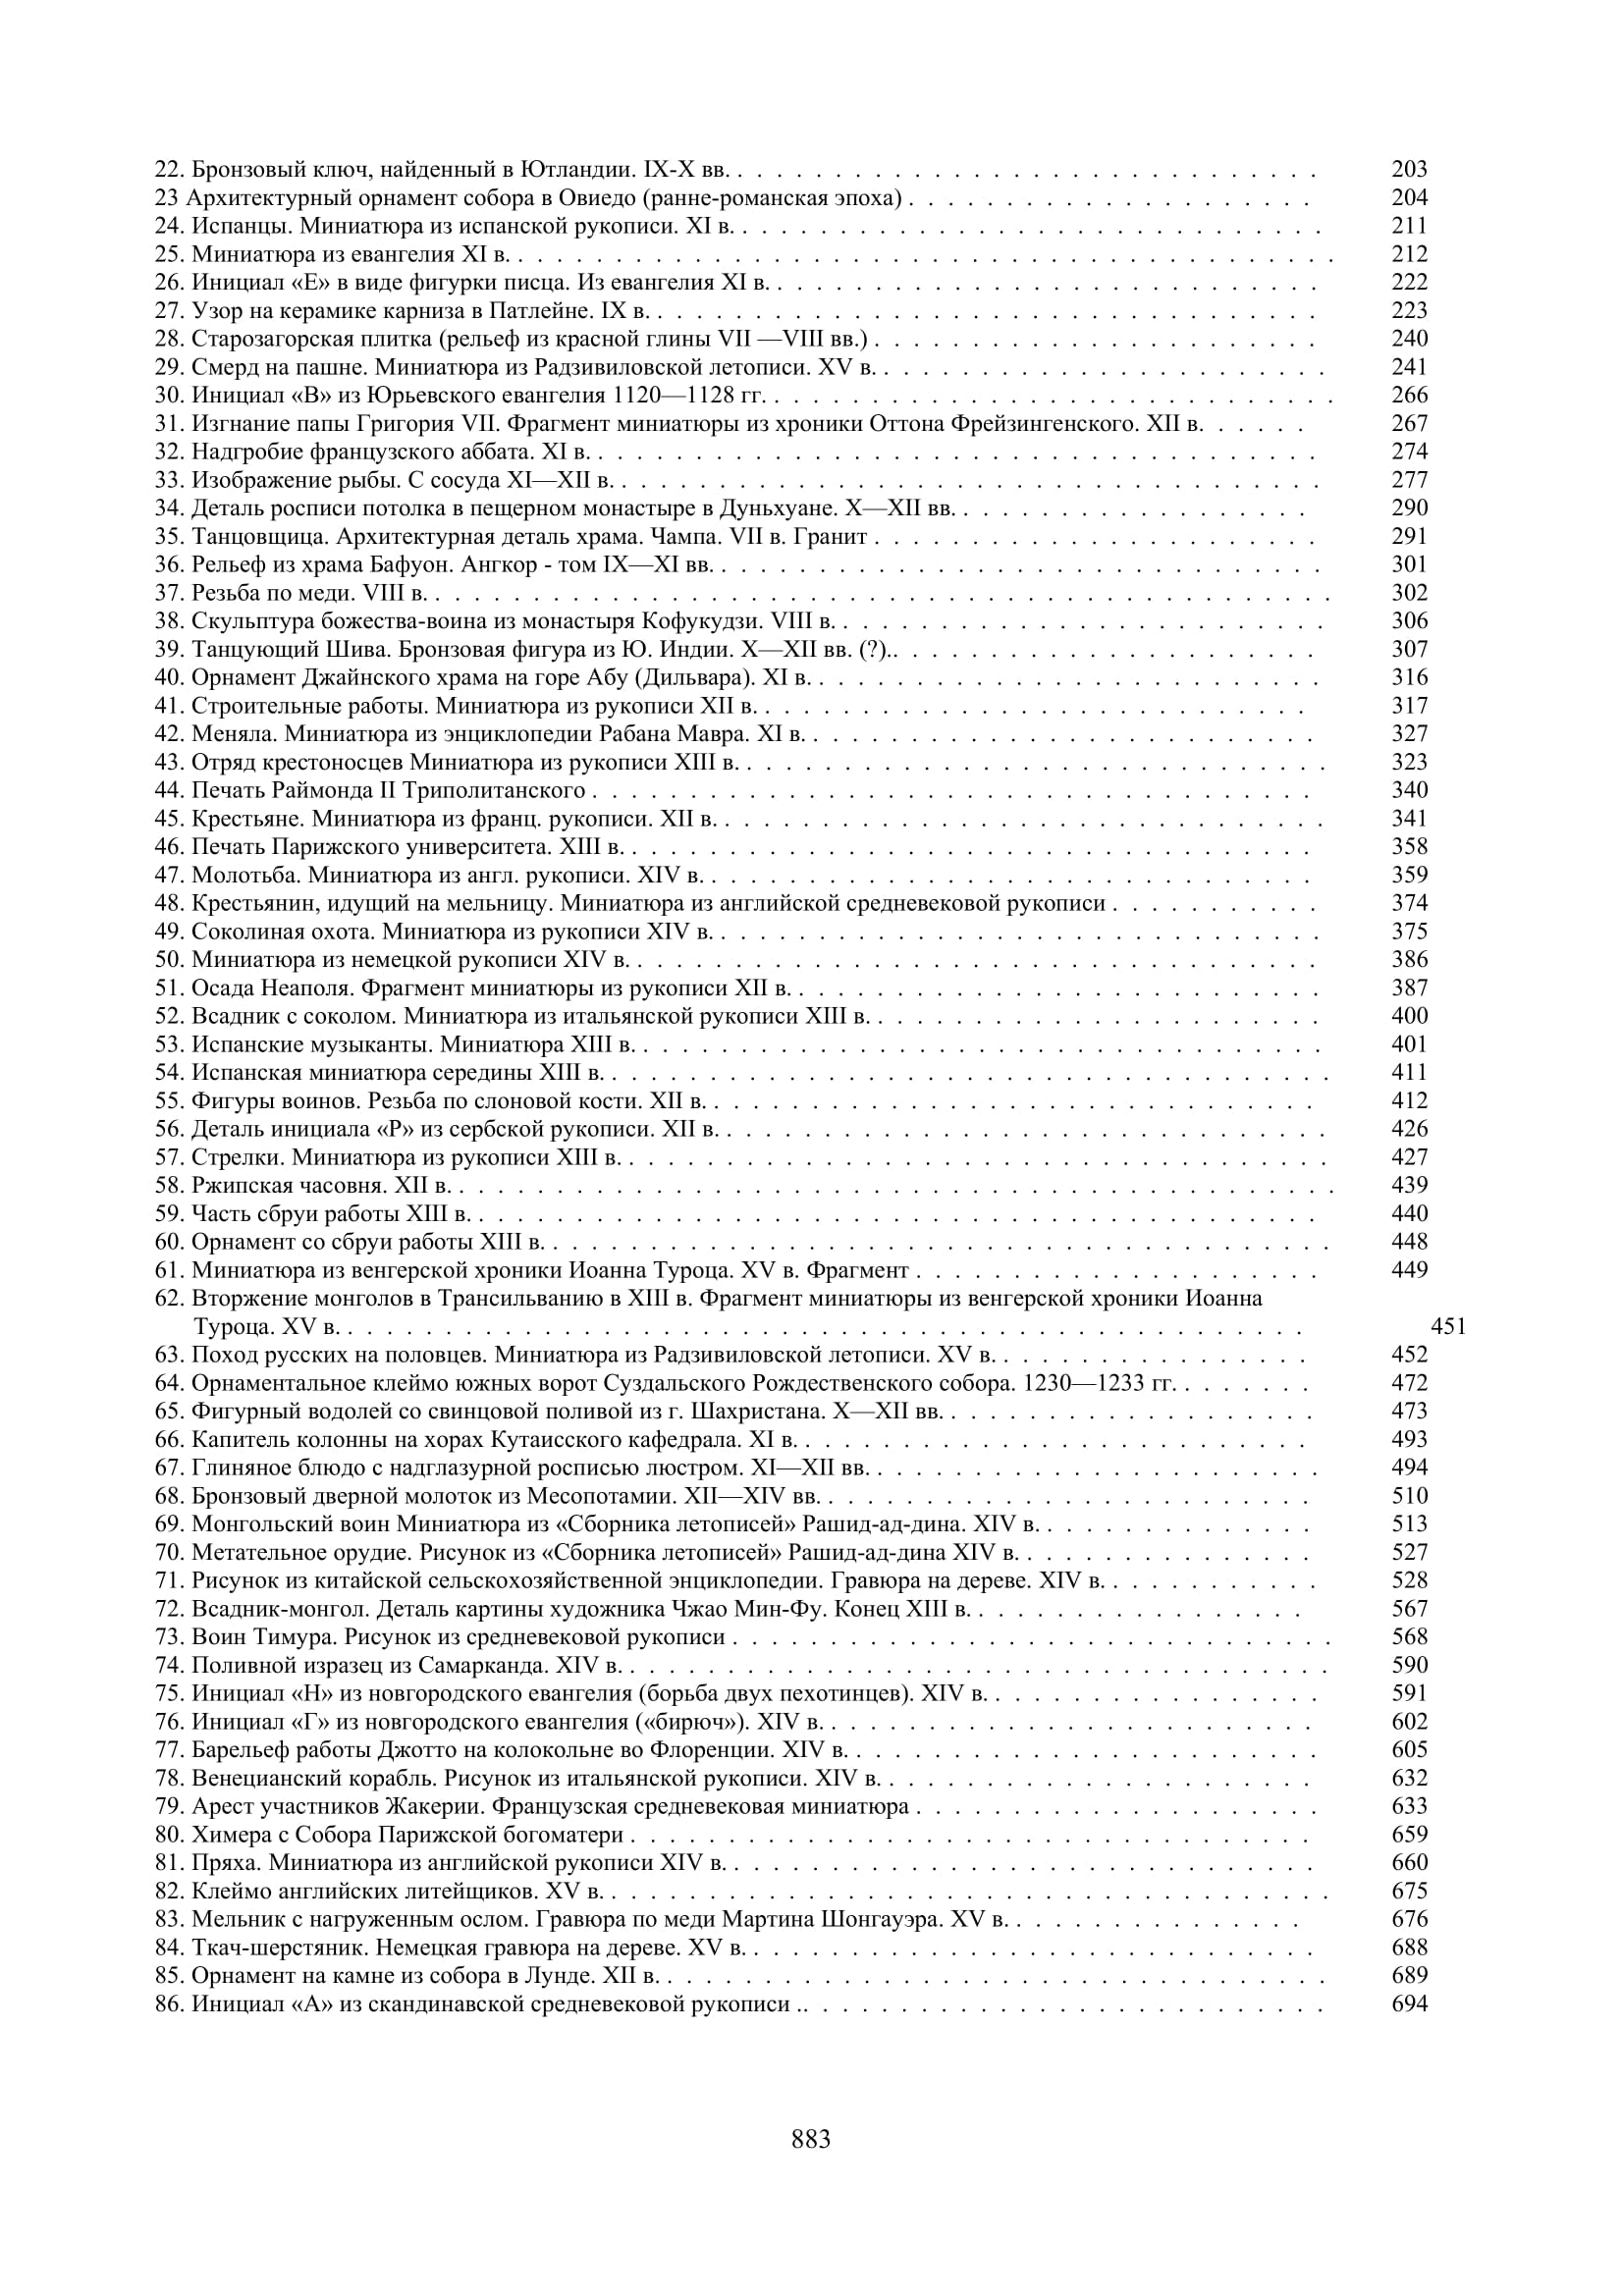 22. Бронзовый ключ, найденный в Ютландии. IX-X вв. . . . . . . . . . . . . . . . . . . . . . . . . . . . . . . 203
23 Архитектурный орнамент собора в Овиедо (ранне-романская эпоха) . . . . . . . . . . . . . . . . . . . . . 204
24. Испанцы. Миниатюра из испанской рукописи. XI в. . . . . . . . . . . . . . . . . . . . . . . . . . . . . . . 211
25. Миниатюра из евангелия XI в. . . . . . . . . . . . . . . . . . . . . . . . . . . . . . . . . . . . . . . . . . 212
26. Инициал «Е» в виде фигурки писца. Из евангелия XI в. . . . . . . . . . . . . . . . . . . . . . . . . . . . . 222
27. Узор на керамике карниза в Патлейне. IX в. . . . . . . . . . . . . . . . . . . . . . . . . . . . . . . . . . . 223
28. Старозагорская плитка (рельеф из красной глины VII —VIII вв.) . . . . . . . . . . . . . . . . . . . . . . . 240
29. Смерд на пашне. Миниатюра из Радзивиловской летописи. XV в. . . . . . . . . . . . . . . . . . . . . . . . 241
30. Инициал «В» из Юрьевского евангелия 1120—1128 гг. . . . . . . . . . . . . . . . . . . . . . . . . . . . . . 266
31. Изгнание папы Григория VII. Фрагмент миниатюры из хроники Оттона Фрейзингенского. XII в. . . . . . 267
32. Надгробие французского аббата. XI в. . . . . . . . . . . . . . . . . . . . . . . . . . . . . . . . . . . . . . 274
33. Изображение рыбы. С сосуда XI—XII в. . . . . . . . . . . . . . . . . . . . . . . . . . . . . . . . . . . . . 277
34. Деталь росписи потолка в пещерном монастыре в Дуньхуане. X—XII вв. . . . . . . . . . . . . . . . . . . 290
35. Танцовщица. Архитектурная деталь храма. Чампа. VII в. Гранит . . . . . . . . . . . . . . . . . . . . . . . 291
36. Рельеф из храма Бафуон. Ангкор - том IX—XI вв. . . . . . . . . . . . . . . . . . . . . . . . . . . . . . . . 301
37. Резьба по меди. VIII в. . . . . . . . . . . . . . . . . . . . . . . . . . . . . . . . . . . . . . . . . . . . . . 302
38. Скульптура божества-воина из монастыря Кофукудзи. VIII в. . . . . . . . . . . . . . . . . . . . . . . . . . 306
39. Танцующий Шива. Бронзовая фигура из Ю. Индии. X—XII вв. (?).. . . . . . . . . . . . . . . . . . . . . . 307
40. Орнамент Джайнского храма на горе Абу (Дильвара). XI в. . . . . . . . . . . . . . . . . . . . . . . . . . . 316
41. Строительные работы. Миниатюра из рукописи XII в. . . . . . . . . . . . . . . . . . . . . . . . . . . . . 317
42. Меняла. Миниатюра из энциклопедии Рабана Мавра. XI в. . . . . . . . . . . . . . . . . . . . . . . . . . . 327
43. Отряд крестоносцев Миниатюра из рукописи XIII в. . . . . . . . . . . . . . . . . . . . . . . . . . . . . . . 323
44. Печать Раймонда II Триполитанского . . . . . . . . . . . . . . . . . . . . . . . . . . . . . . . . . . . . . 340
45. Крестьяне. Миниатюра из франц. рукописи. XII в. . . . . . . . . . . . . . . . . . . . . . . . . . . . . . . . 341
46. Печать Парижского университета. XIII в. . . . . . . . . . . . . . . . . . . . . . . . . . . . . . . . . . . . 358
47. Молотьба. Миниатюра из англ. рукописи. XIV в. . . . . . . . . . . . . . . . . . . . . . . . . . . . . . . . 359
48. Крестьянин, идущий на мельницу. Миниатюра из английской средневековой рукописи . . . . . . . . . . . 374
49. Соколиная охота. Миниатюра из рукописи XIV в. . . . . . . . . . . . . . . . . . . . . . . . . . . . . . . . 375
50. Миниатюра из немецкой рукописи XIV в. . . . . . . . . . . . . . . . . . . . . . . . . . . . . . . . . . . . 386
51. Осада Неаполя. Фрагмент миниатюры из рукописи XII в. . . . . . . . . . . . . . . . . . . . . . . . . . . . 387
52. Всадник с соколом. Миниатюра из итальянской рукописи XIII в. . . . . . . . . . . . . . . . . . . . . . . . 400
53. Испанские музыканты. Миниатюра XIII в. . . . . . . . . . . . . . . . . . . . . . . . . . . . . . . . . . . . 401
54. Испанская миниатюра середины XIII в. . . . . . . . . . . . . . . . . . . . . . . . . . . . . . . . . . . . . . 411
55. Фигуры воинов. Резьба по слоновой кости. XII в. . . . . . . . . . . . . . . . . . . . . . . . . . . . . . . . 412
56. Деталь инициала «Р» из сербской рукописи. XII в. . . . . . . . . . . . . . . . . . . . . . . . . . . . . . . . 426
57. Стрелки. Миниатюра из рукописи XIII в. . . . . . . . . . . . . . . . . . . . . . . . . . . . . . . . . . . . . 427
58. Ржипская часовня. XII в. . . . . . . . . . . . . . . . . . . . . . . . . . . . . . . . . . . . . . . . . . . . . 439
59. Часть сбруи работы XIII в. . . . . . . . . . . . . . . . . . . . . . . . . . . . . . . . . . . . . . . . . . . . 440
60. Орнамент со сбруи работы XIII в. . . . . . . . . . . . . . . . . . . . . . . . . . . . . . . . . . . . . . . . . 448
61. Миниатюра из венгерской хроники Иоанна Туроца. XV в. Фрагмент . . . . . . . . . . . . . . . . . . . . . 449
62. Вторжение монголов в Трансильванию в XIII в. Фрагмент миниатюры из венгерской хроники Иоанна
Туроца. XV в. . . . . . . . . . . . . . . . . . . . . . . . . . . . . . . . . . . . . . . . . . . . . . . . . . 451
63. Поход русских на половцев. Миниатюра из Радзивиловской летописи. XV в. . . . . . . . . . . . . . . . . 452
64. Орнаментальное клеймо южных ворот Суздальского Рождественского собора. 1230—1233 гг. . . . . . . . 472
65. Фигурный водолей со свинцовой поливой из г. Шахристана. X—XII вв. . . . . . . . . . . . . . . . . . . . 473
66. Капитель колонны на хорах Кутаисского кафедрала. XI в. . . . . . . . . . . . . . . . . . . . . . . . . . . 493
67. Глиняное блюдо с надглазурной росписью люстром. XI—XII вв. . . . . . . . . . . . . . . . . . . . . . . . 494
68. Бронзовый дверной молоток из Месопотамии. XII—XIV вв. . . . . . . . . . . . . . . . . . . . . . . . . . 510
69. Монгольский воин Миниатюра из «Сборника летописей» Рашид-ад-дина. XIV в. . . . . . . . . . . . . . . 513
70. Метательное орудие. Рисунок из «Сборника летописей» Рашид-ад-дина XIV в. . . . . . . . . . . . . . . . 527
71. Рисунок из китайской сельскохозяйственной энциклопедии. Гравюра на дереве. XIV в. . . . . . . . . . . . 528
72. Всадник-монгол. Деталь картины художника Чжао Мин-Фу. Конец XIII в. . . . . . . . . . . . . . . . . . 567
73. Воин Тимура. Рисунок из средневековой рукописи . . . . . . . . . . . . . . . . . . . . . . . . . . . . . . . 568
74. Поливной изразец из Самарканда. XIV в. . . . . . . . . . . . . . . . . . . . . . . . . . . . . . . . . . . . . 590
75. Инициал «Н» из новгородского евангелия (борьба двух пехотинцев). XIV в. . . . . . . . . . . . . . . . . . 591
76. Инициал «Г» из новгородского евангелия («бирюч»). XIV в. . . . . . . . . . . . . . . . . . . . . . . . . . 602
77. Барельеф работы Джотто на колокольне во Флоренции. XIV в. . . . . . . . . . . . . . . . . . . . . . . . . 605
78. Венецианский корабль. Рисунок из итальянской рукописи. XIV в. . . . . . . . . . . . . . . . . . . . . . . 632
79. Арест участников Жакерии. Французская средневековая миниатюра . . . . . . . . . . . . . . . . . . . . . 633
80. Химера с Собора Парижской богоматери . . . . . . . . . . . . . . . . . . . . . . . . . . . . . . . . . . . 659
81. Пряха. Миниатюра из английской рукописи XIV в. . . . . . . . . . . . . . . . . . . . . . . . . . . . . . . 660
82. Клеймо английских литейщиков. XV в. . . . . . . . . . . . . . . . . . . . . . . . . . . . . . . . . . . . . . 675
83. Мельник с нагруженным ослом. Гравюра по меди Мартина Шонгауэра. XV в. . . . . . . . . . . . . . . . 676
84. Ткач-шерстяник. Немецкая гравюра на дереве. XV в. . . . . . . . . . . . . . . . . . . . . . . . . . . . . . 688
85. Орнамент на камне из собора в Лунде. XII в. . . . . . . . . . . . . . . . . . . . . . . . . . . . . . . . . . . 689
86. Инициал «А» из скандинавской средневековой рукописи .. . . . . . . . . . . . . . . . . . . . . . . . . . . 694
883